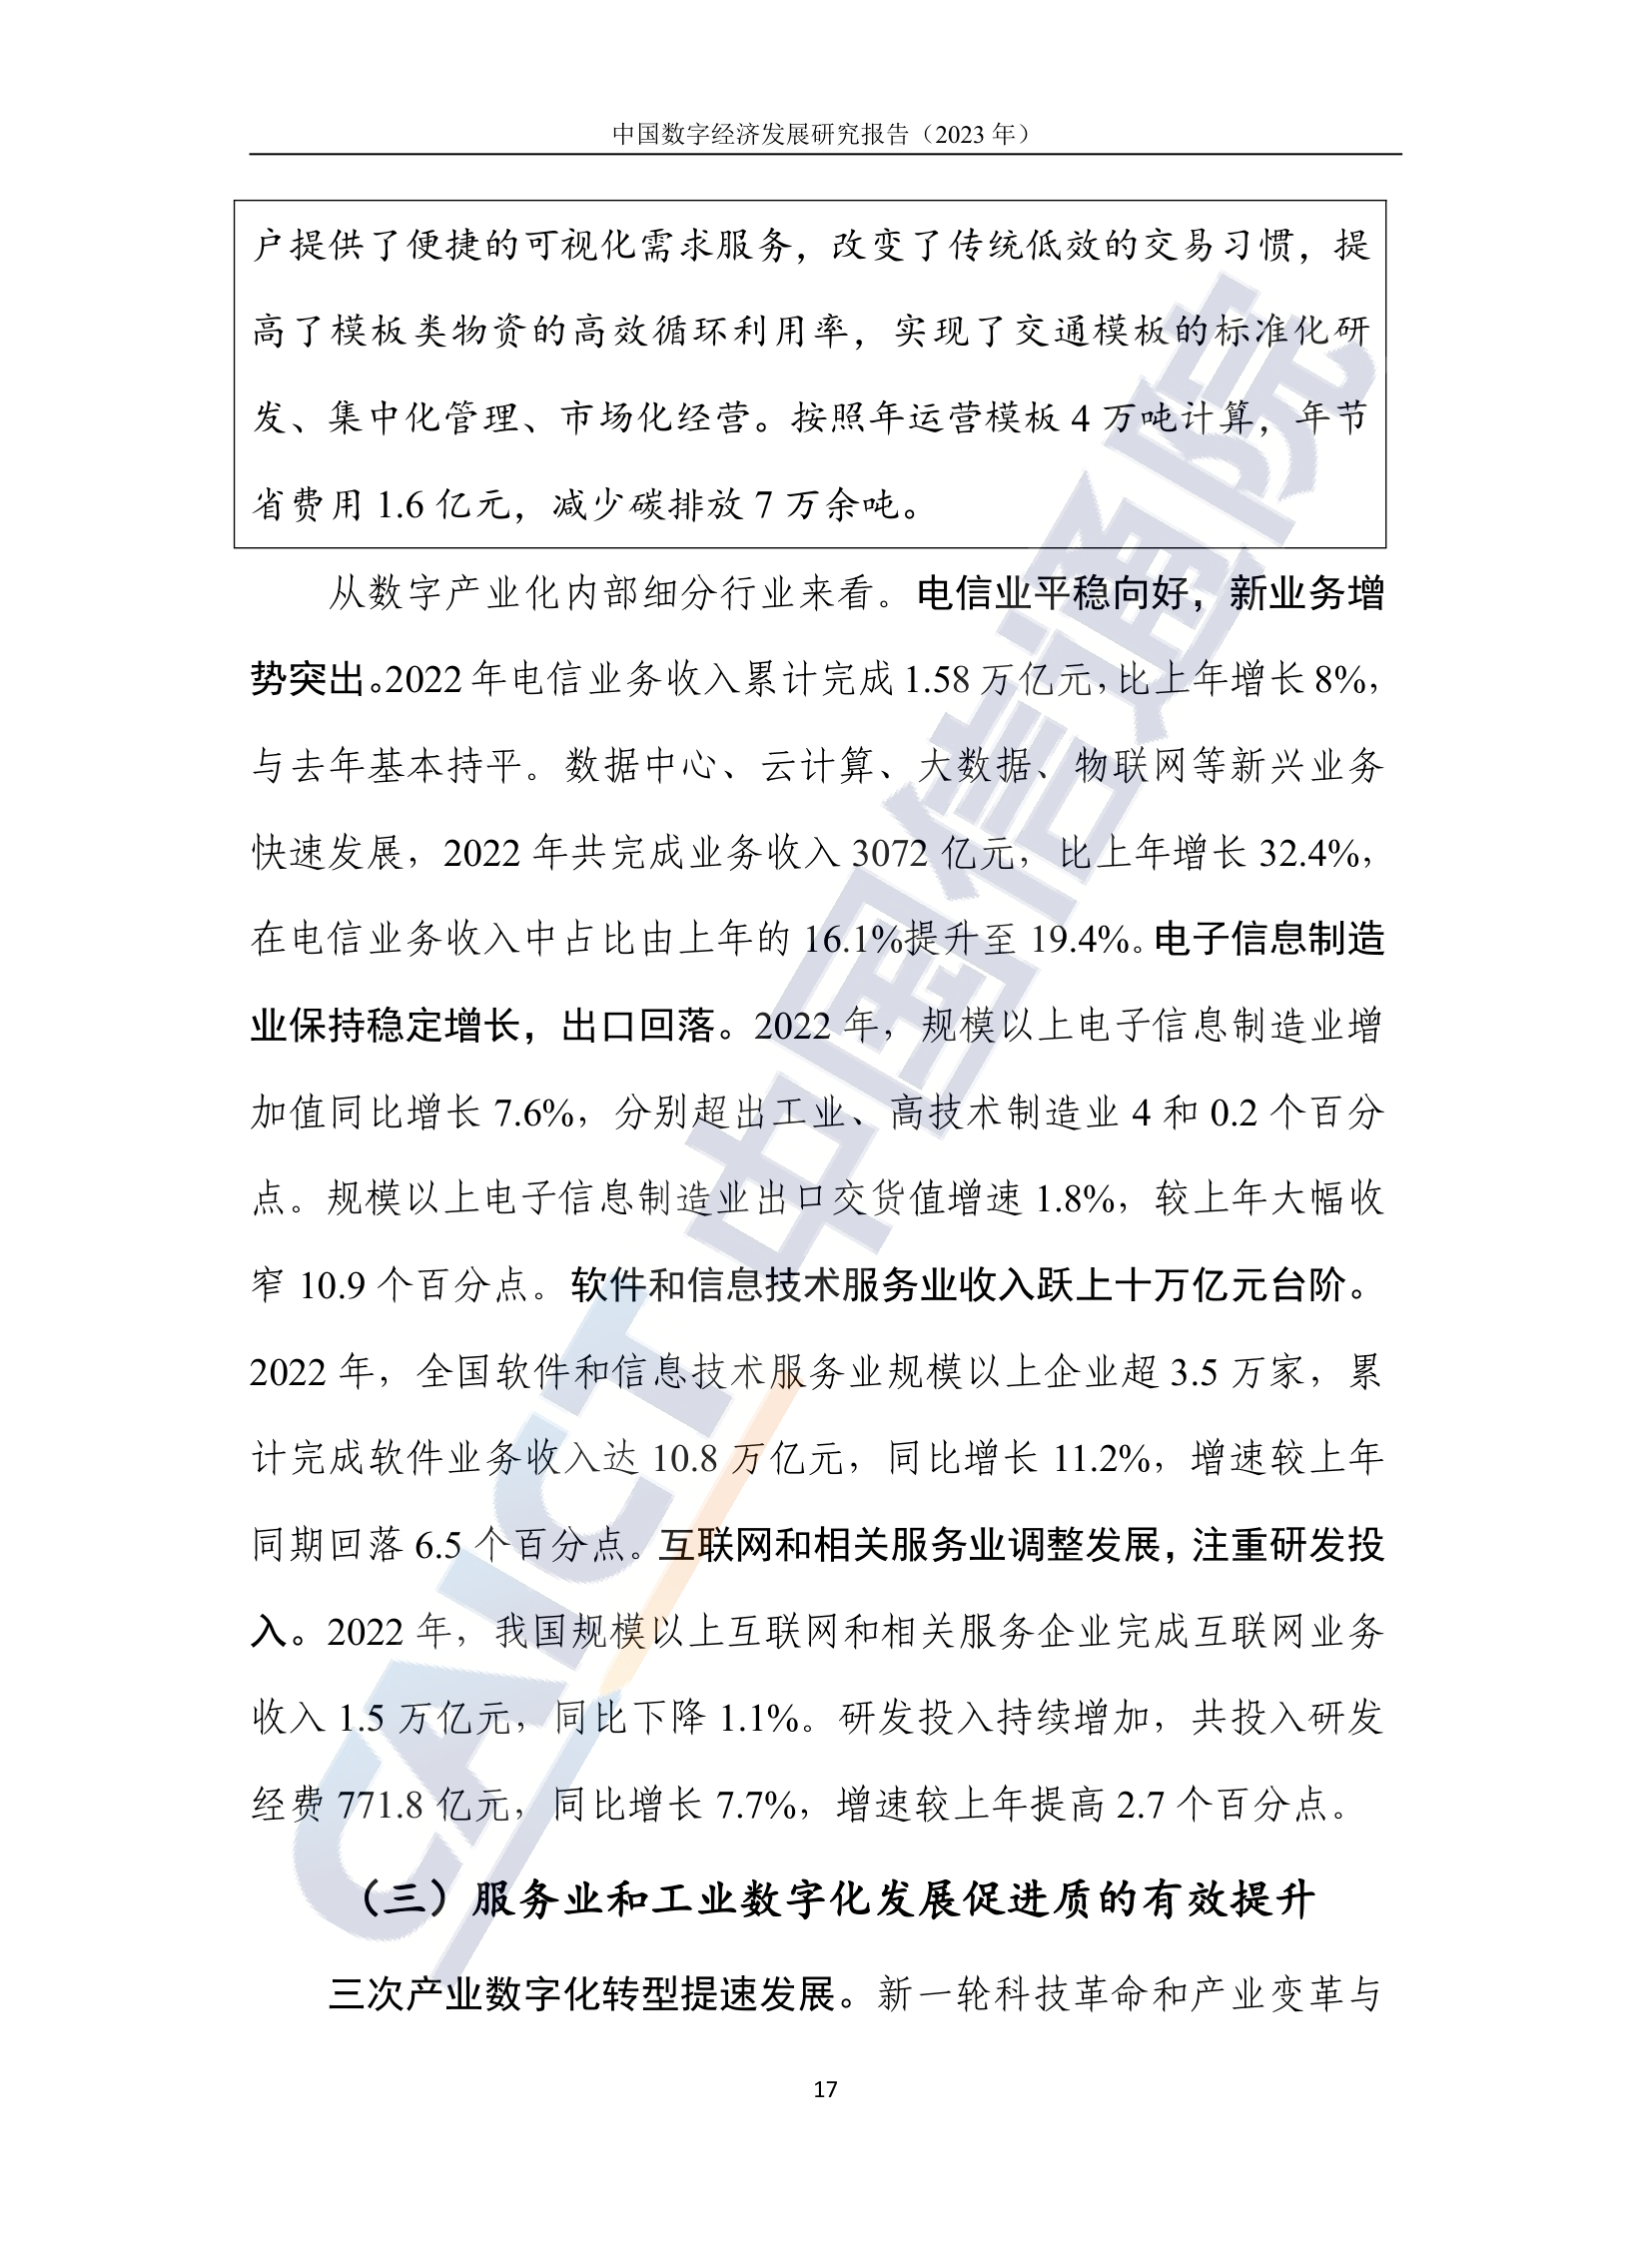 中国数字经济发展研究报告（2023 年）
户提供了便捷的可视化需求服务，改变了传统低效的交易习惯，提
高了模板类物资的高效循环利用率，实现了交通模板的标准化研
发、集中化管理、市场化经营。按照年运营模板 4 万吨计算，年节
省费用 1.6 亿元，减少碳排放 7 万余吨。
从数字产业化内部细分行业来看。电信业平稳向好，新业务增
势突出。2022 年电信业务收入累计完成 1.58 万亿元，比上年增长 8%，
与去年基本持平。数据中心、云计算、大数据、物联网等新兴业务
快速发展，2022 年共完成业务收入 3072 亿元，比上年增长 32.4%，
在电信业务收入中占比由上年的 16.1%提升至 19.4%。电子信息制造
业保持稳定增长，出口回落。2022 年，规模以上电子信息制造业增
加值同比增长 7.6%，分别超出工业、高技术制造业 4 和 0.2 个百分
点。规模以上电子信息制造业出口交货值增速 1.8%，较上年大幅收
窄 10.9 个百分点。软件和信息技术服务业收入跃上十万亿元台阶。
2022 年，全国软件和信息技术服务业规模以上企业超 3.5 万家，累
计完成软件业务收入达 10.8 万亿元，同比增长 11.2%，增速较上年
同期回落 6.5 个百分点。互联网和相关服务业调整发展，注重研发投
入。2022 年，我国规模以上互联网和相关服务企业完成互联网业务
收入 1.5 万亿元，同比下降 1.1%。研发投入持续增加，共投入研发
经费 771.8 亿元，同比增长 7.7%，增速较上年提高 2.7 个百分点。
（三）服务业和工业数字化发展促进质的有效提升
三次产业数字化转型提速发展。新一轮科技革命和产业变革与
17
CAICT 中国信通院